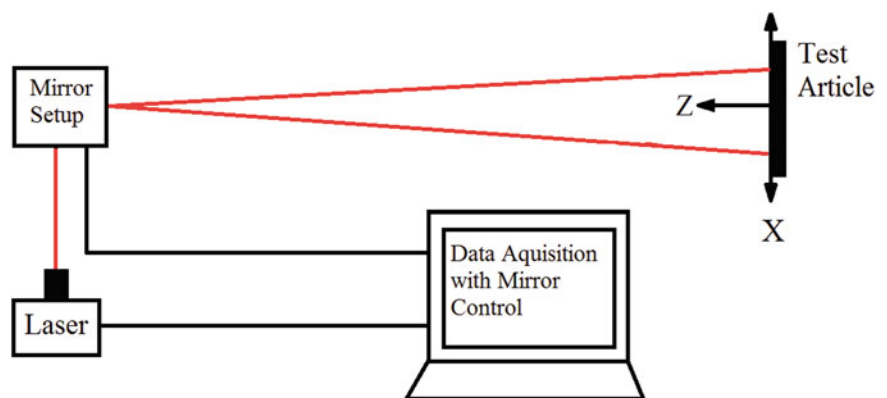 Mirror
Setup
Test
Article
Z
X
Data Aquisition
with Mirror
Control
Laser